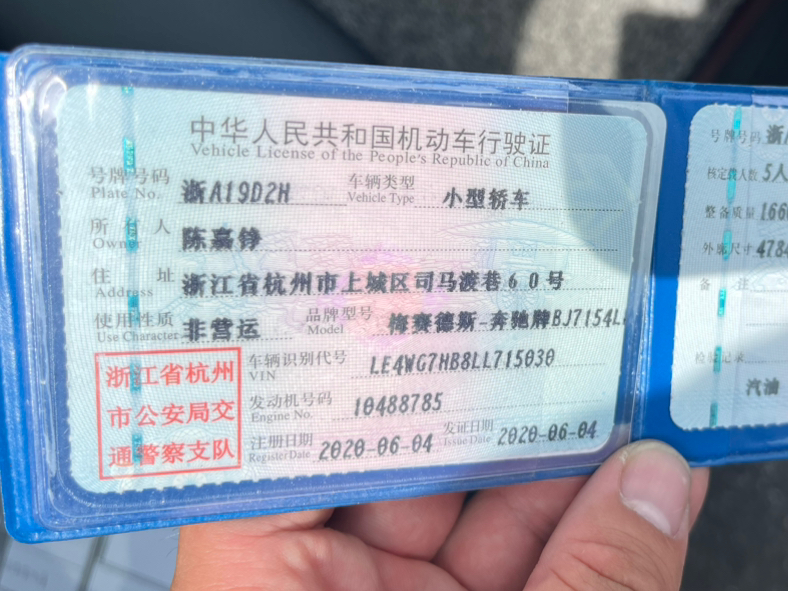 中华人民共和国机动车行驶证
Vehicle License of the People's Republic of China
号牌号码 浙A19D2H 车辆类型 小型轿车
Plate No. Vehicle Type
所有人 陈嘉铮
Owner
住址 浙江省杭州市上城区司马渡巷60号
Address
使用性质 非营运 品牌型号 梅赛德斯-奔驰牌BJ7154L
Use Character Model
浙江省杭州
市公安局交
通警察支队
车辆识别代号 LE4WG7HB8LL715030
VIN
发动机号码 10488785
Engine No.
注册日期 2020-06-04 发证日期 2020-06-04
Register Date Issue Date
号牌号码 浙A
核定载人数 5人
整备质量 166
外廓尺寸 4784
备注
检验记录
汽油